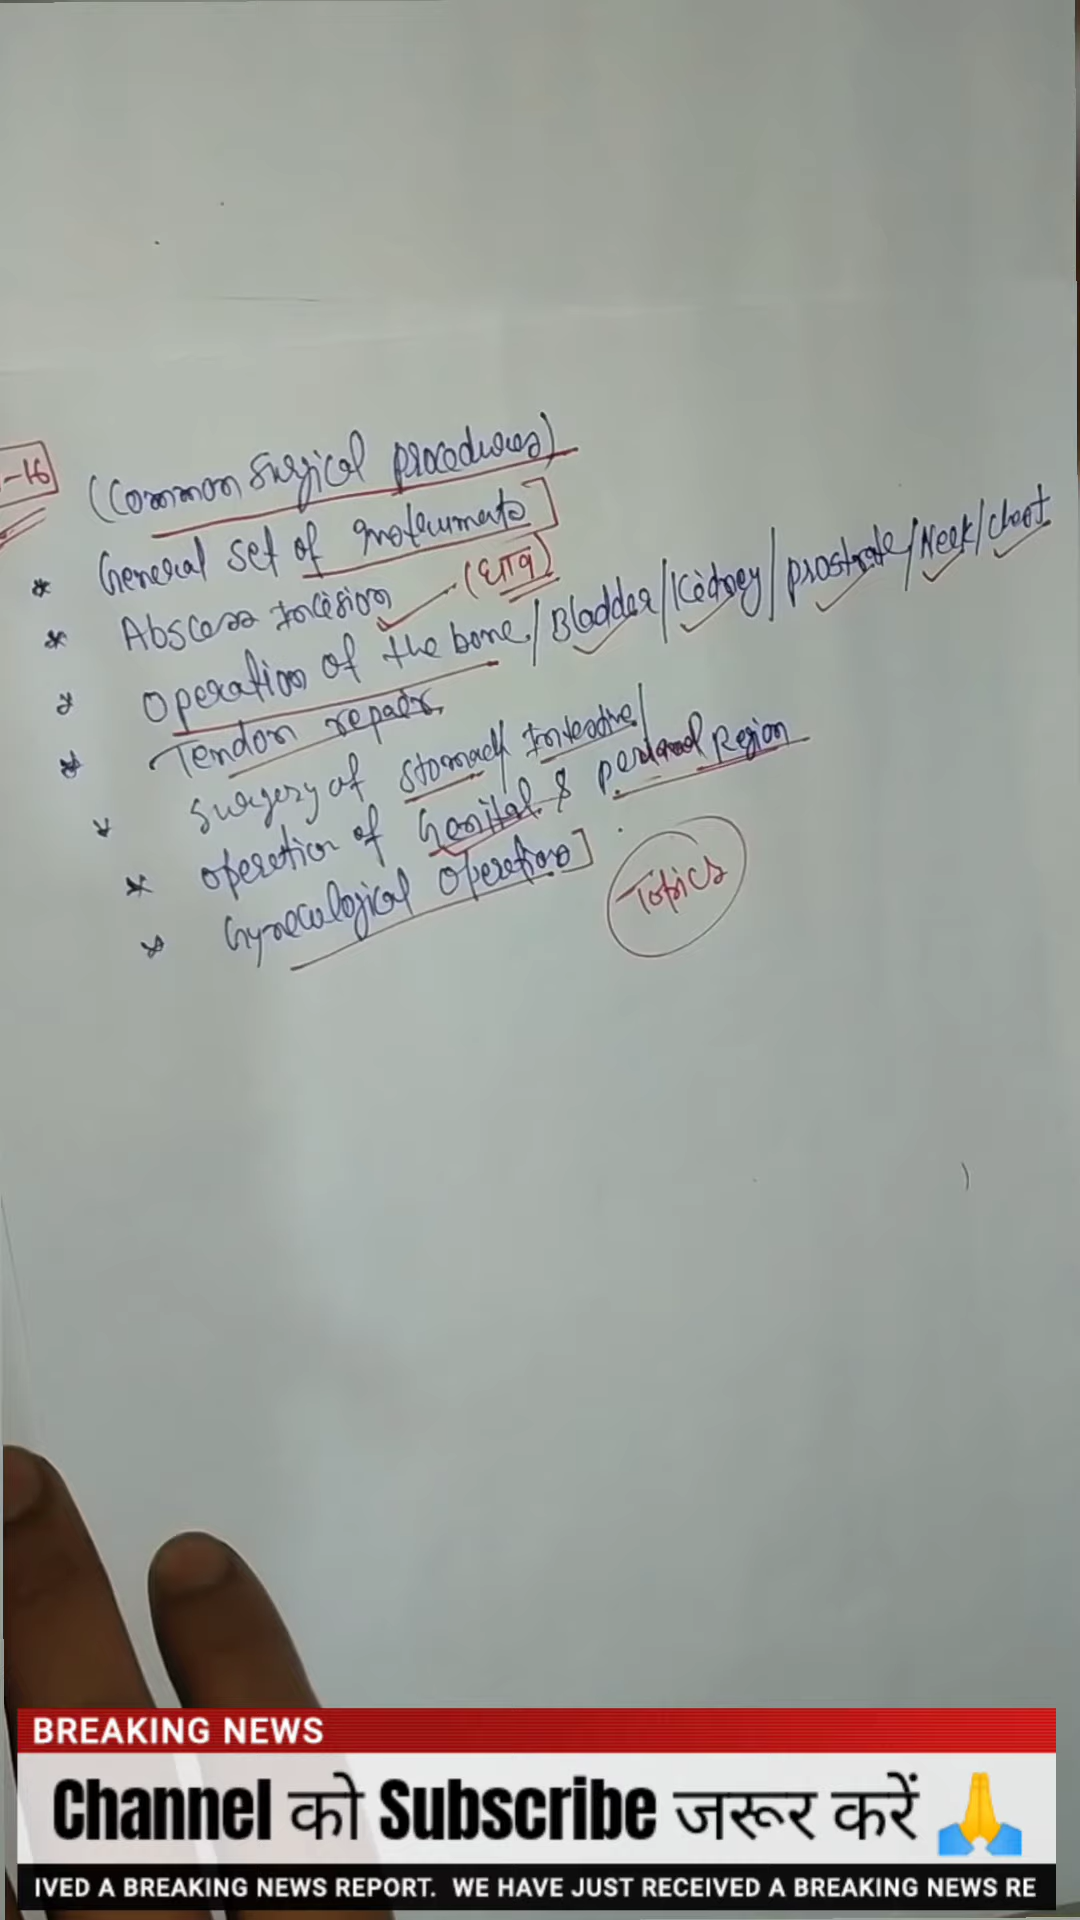 -16
(Common Surgical procedures)
* General set of Instruments]
* Abscess Incision (घाव)
* Operation of the bone/Bladder/Kidney/prostrate/Neek/chest
* Tendon repair
* Surgery of stomach/Intestine/
* operation of Genital & perineal Region
* Gynecological Operations]
Topics
BREAKING NEWS
Channel को Subscribe जरूर करें 🙏
IVED A BREAKING NEWS REPORT. WE HAVE JUST RECEIVED A BREAKING NEWS RE